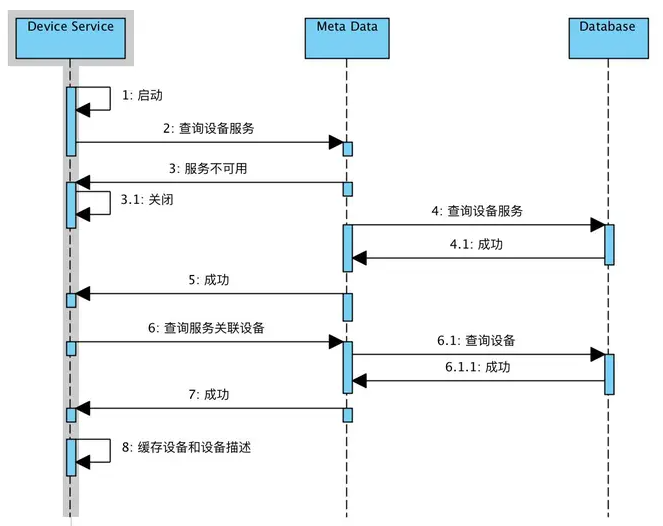 Device Service
Meta Data
Database
1: 启动
2: 查询设备服务
3: 服务不可用
3.1: 关闭
4: 查询设备服务
4.1: 成功
5: 成功
6: 查询服务关联设备
6.1: 查询设备
6.1.1: 成功
7: 成功
8: 缓存设备和设备描述